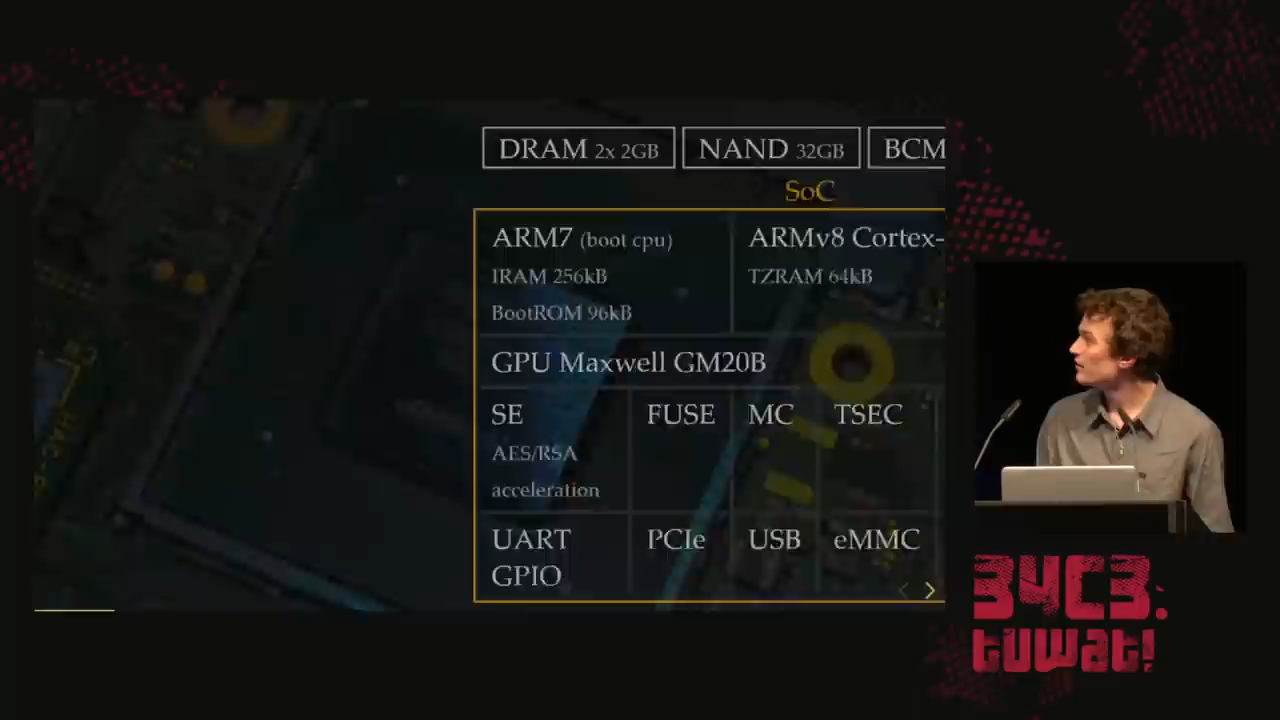 DRAM 2x 2GB NAND 32GB BCM
SoC
ARM7 (boot cpu) ARMv8 Cortex-
IRAM 256kB TZRAM 64kB
BootROM 96kB
GPU Maxwell GM20B
SE FUSE MC TSEC
AES/RSA
acceleration
UART PCIe USB eMMC
GPIO
34C3:
tuwat!